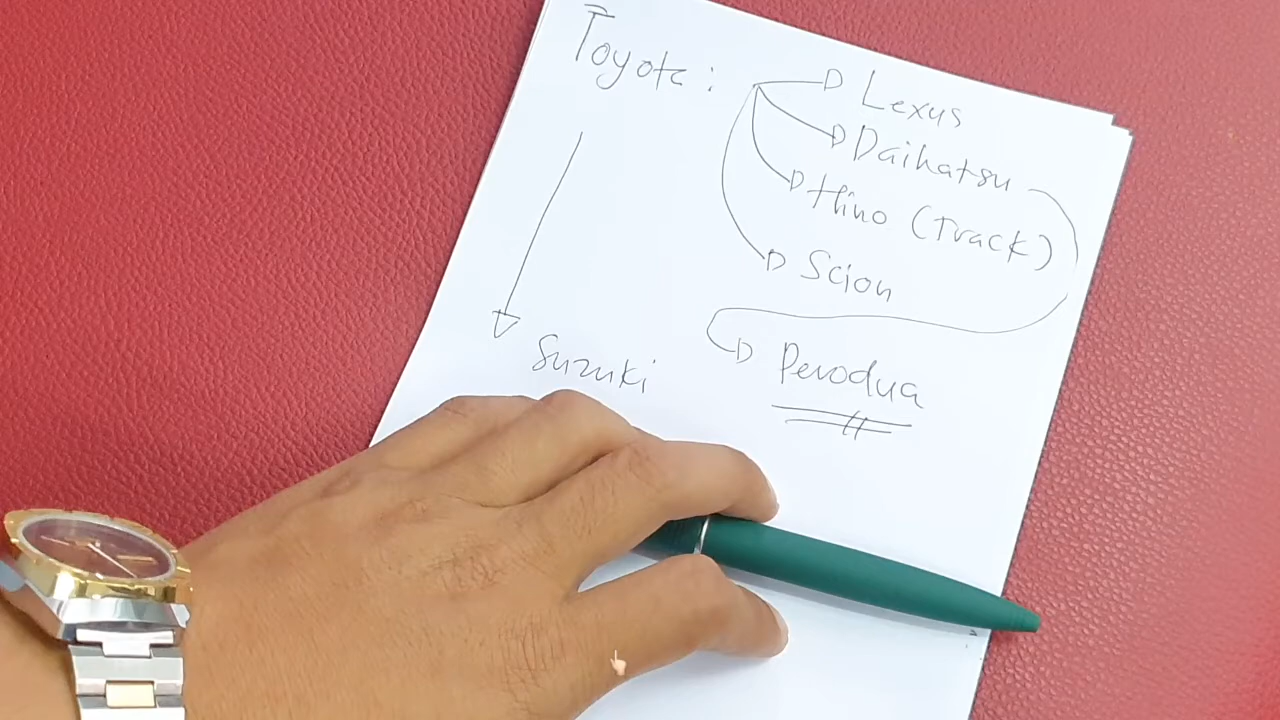 Toyota : Lexus
Daihatsu
Hino (Track)
Scion
Suzuki
Perodua